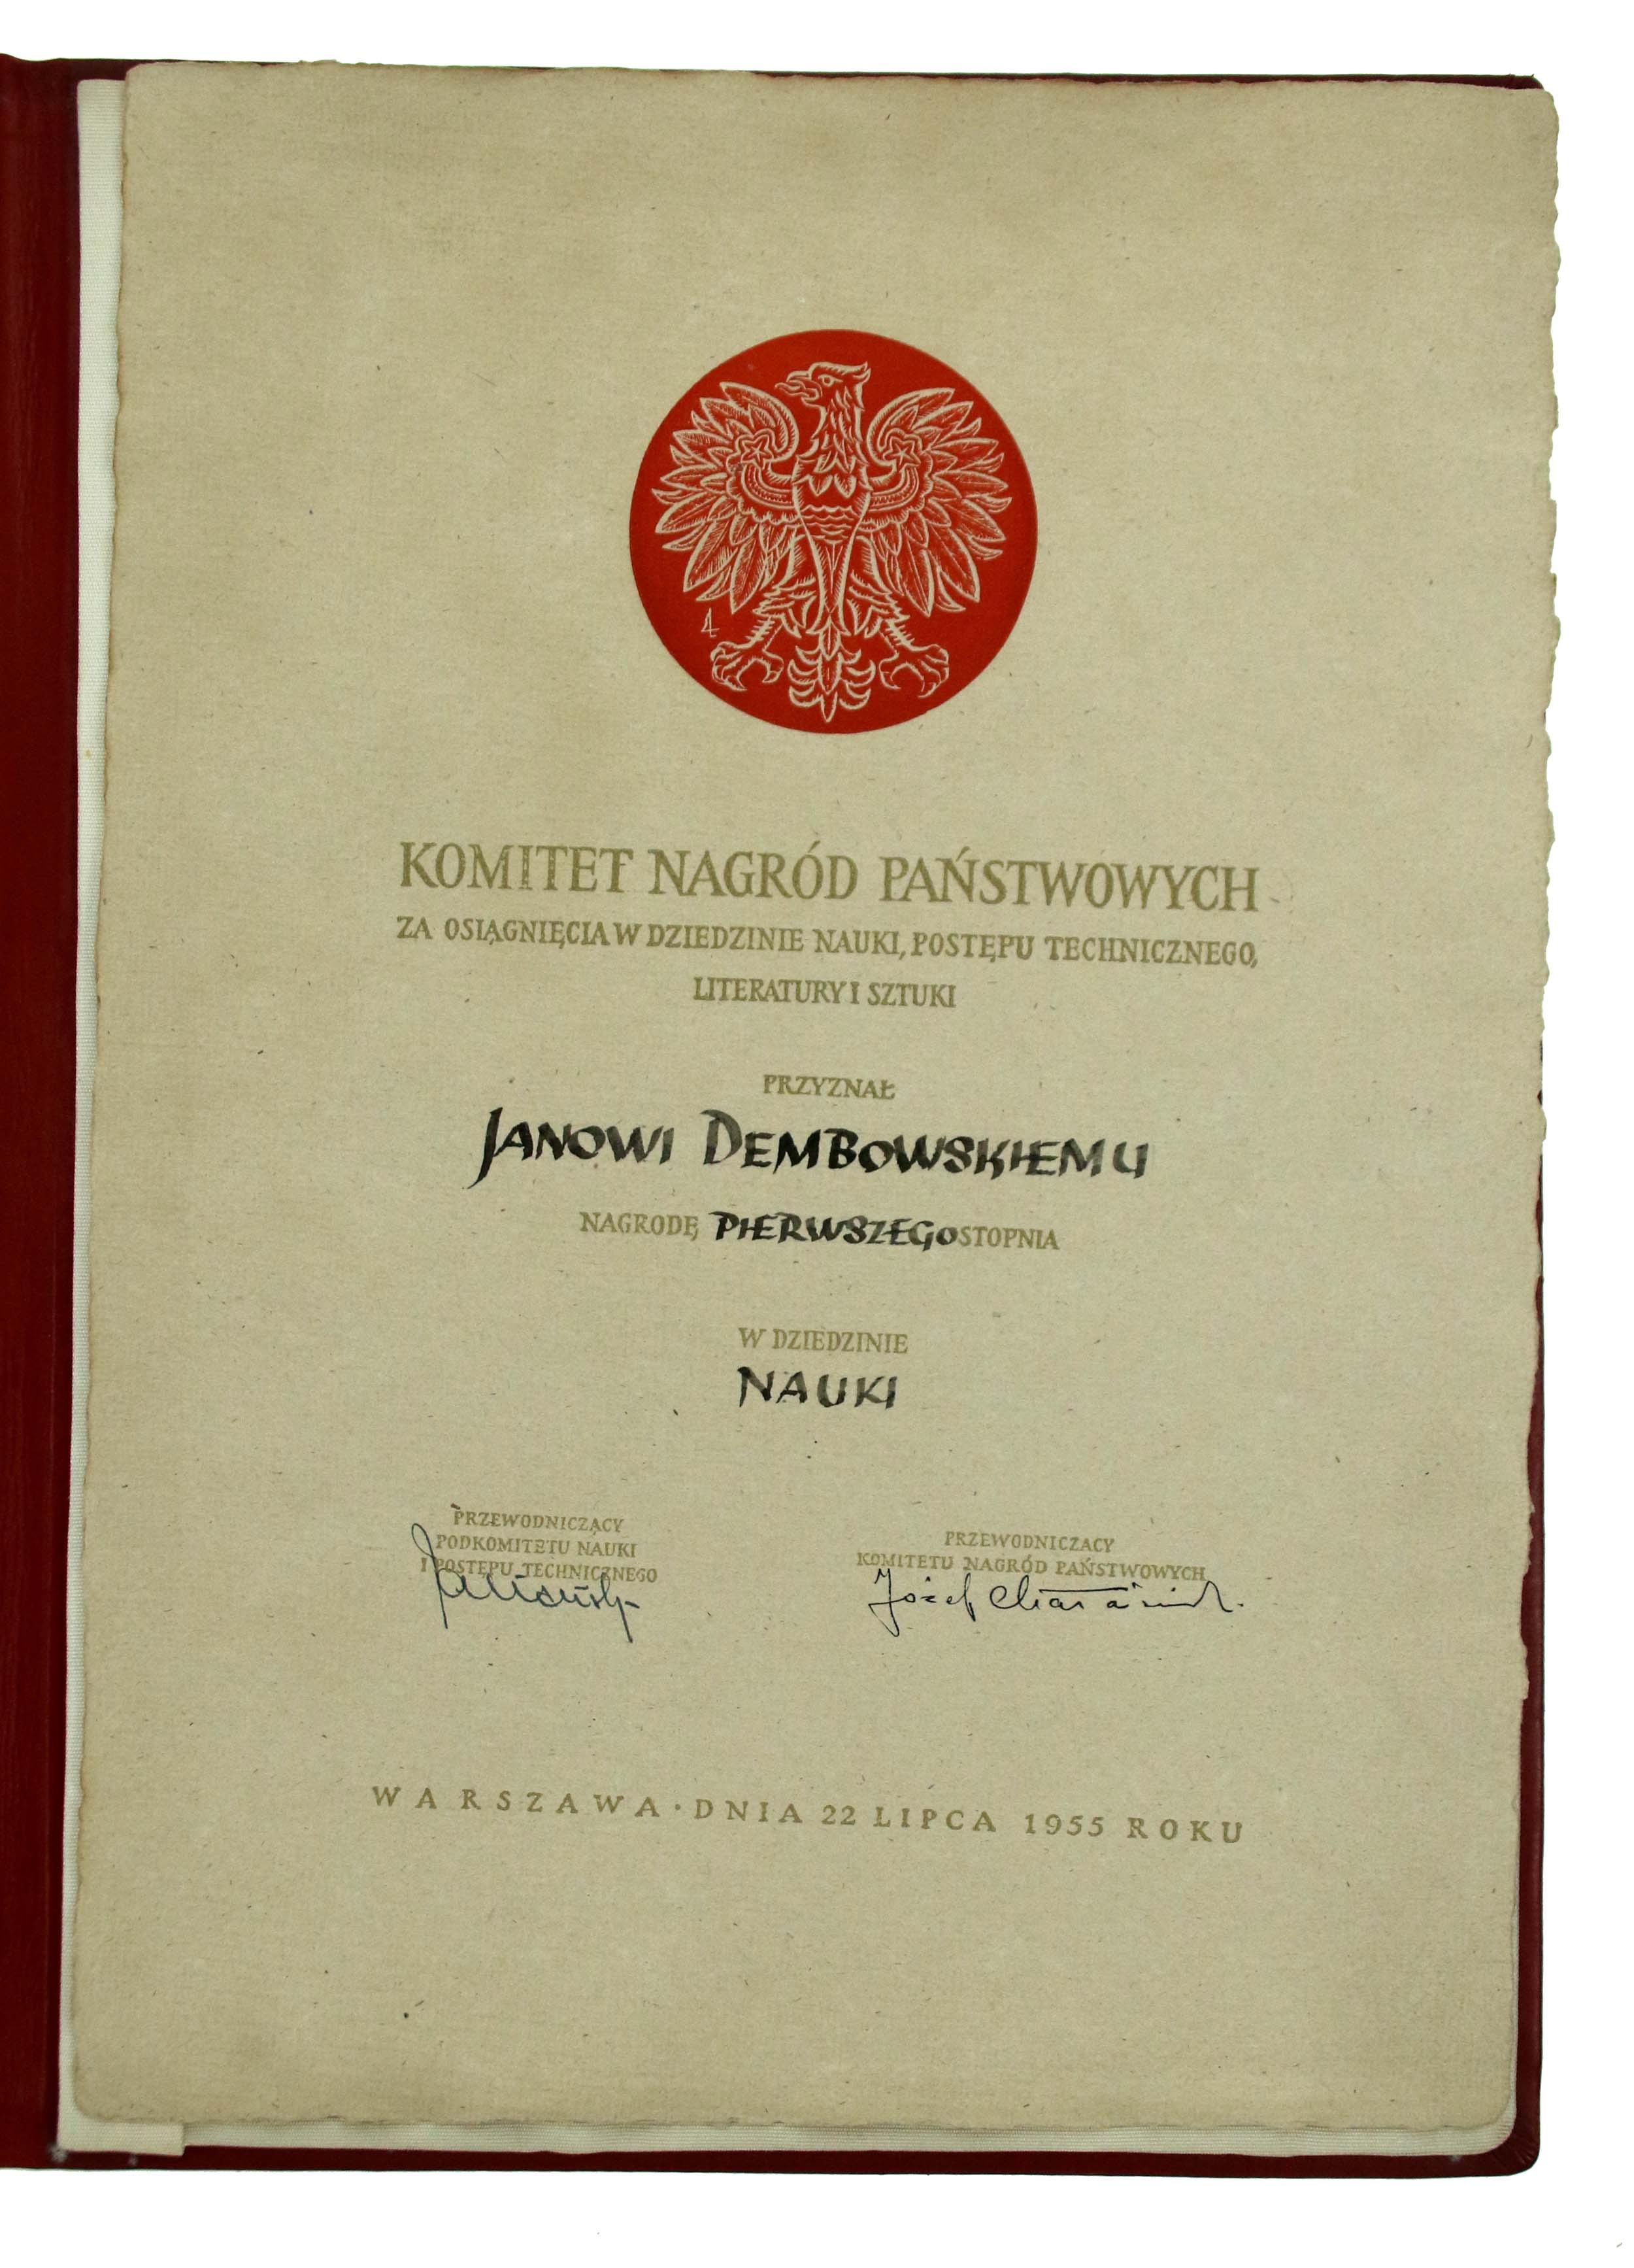 KOMITET NAGRÓD PAŃSTWOWYCH
ZA OSIĄGNIĘCIA W DZIEDZINIE NAUKI, POSTĘPU TECHNICZNEGO,
LITERATURY I SZTUKI
PRZYZNAŁ
JANOWI DEMBOWSKIEMU
NAGRODĘ PIERWSZEGO STOPNIA
W DZIEDZINIE
NAUKI
PRZEWODNICZĄCY
PODKOMITETU NAUKI
I POSTĘPU TECHNICZNEGO
PRZEWODNICZĄCY
KOMITETU NAGRÓD PAŃSTWOWYCH
Józef
WARSZAWA · DNIA 22 LIPCA 1955 ROKU